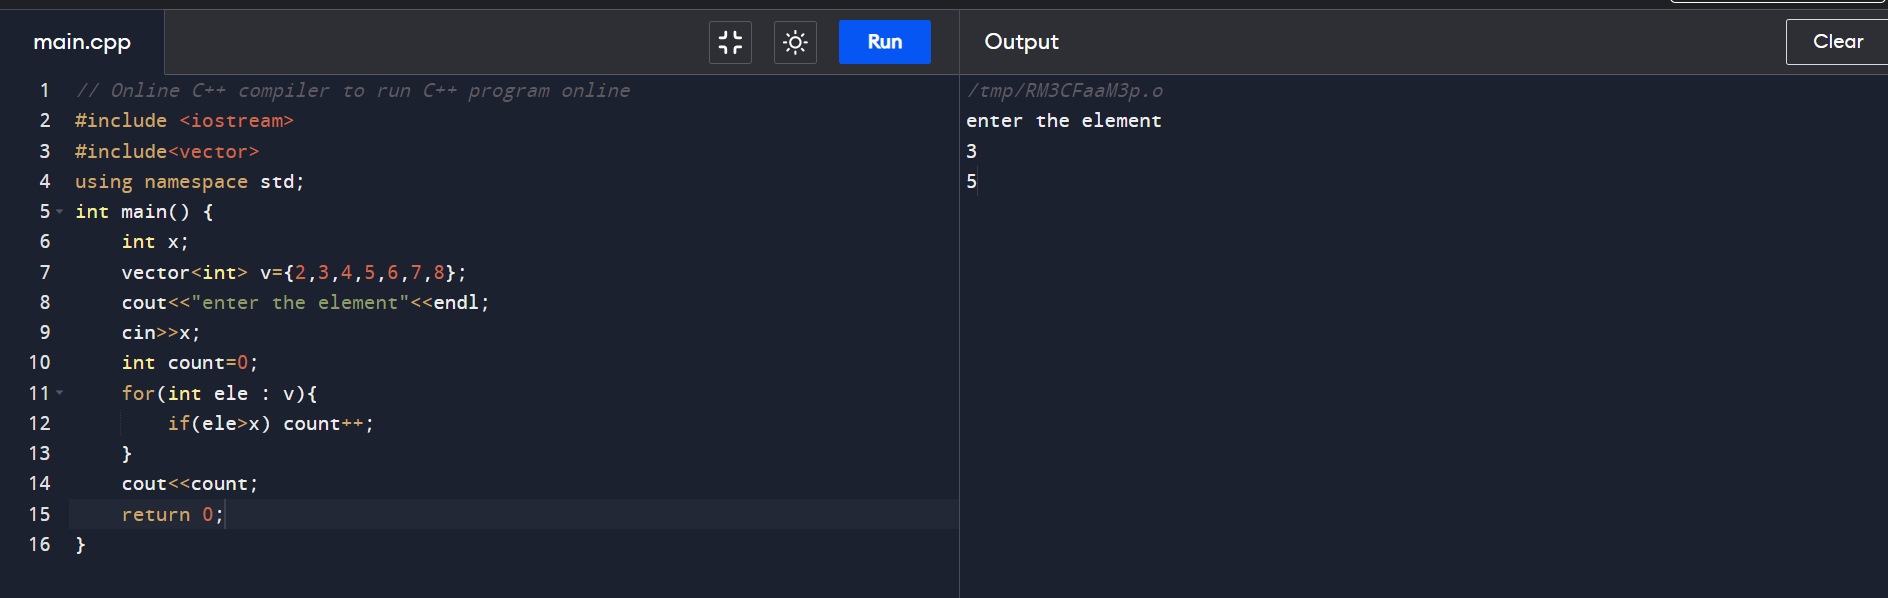 main.cpp
Run
Output
Clear
1 // Online C++ compiler to run C++ program online
2 #include <iostream>
3 #include<vector>
4 using namespace std;
5 int main() {
6     int x;
7     vector<int> v={2,3,4,5,6,7,8};
8     cout<<"enter the element"<<endl;
9     cin>>x;
10     int count=0;
11     for(int ele : v){
12         if(ele>x) count++;
13     }
14     cout<<count;
15     return 0;
16 }
/tmp/RM3CFaaM3p.o
enter the element
3
5